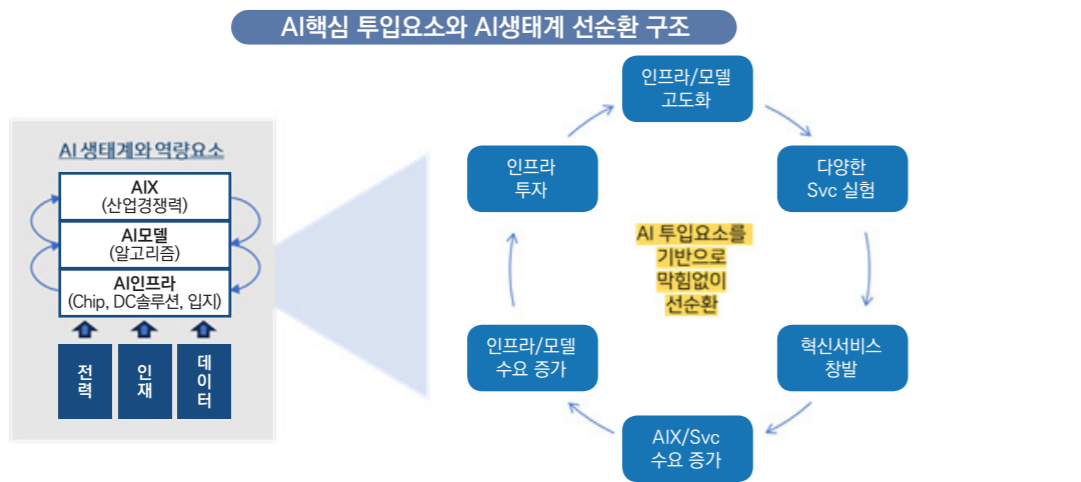 AI핵심 투입요소와 AI생태계 선순환 구조
AI 생태계와 역량요소
AIX
(산업경쟁력)
AI모델
(알고리즘)
AI인프라
(Chip, DC솔루션, 입지)
전력
인재
데이터
인프라/모델
고도화
다양한
Svc 실험
혁신서비스
창발
AIX/Svc
수요 증가
인프라/모델
수요 증가
인프라
투자
AI 투입요소를
기반으로
막힘없이
선순환